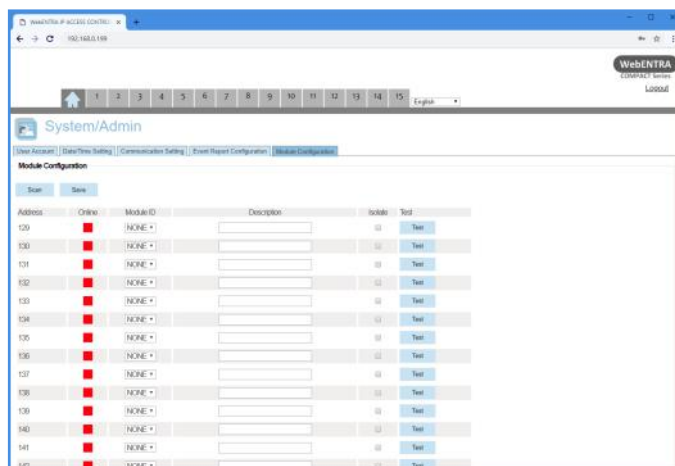 WebENTRA IP ACCESS CONTRO
192.168.0.199
WebENTRA
COMPACT Series
Logout
1 2 3 4 5 6 7 8 9 10 11 12 13 14 15 English
System/Admin
User Account Date/Time Setting Communication Setting Event Report Configuration Module Configuration
Module Configuration
Scan Save
Address Online Module ID Description Isolate Test
129 NONE Test
130 NONE Test
131 NONE Test
132 NONE Test
133 NONE Test
134 NONE Test
135 NONE Test
136 NONE Test
137 NONE Test
138 NONE Test
139 NONE Test
140 NONE Test
141 NONE Test
142 NONE Test